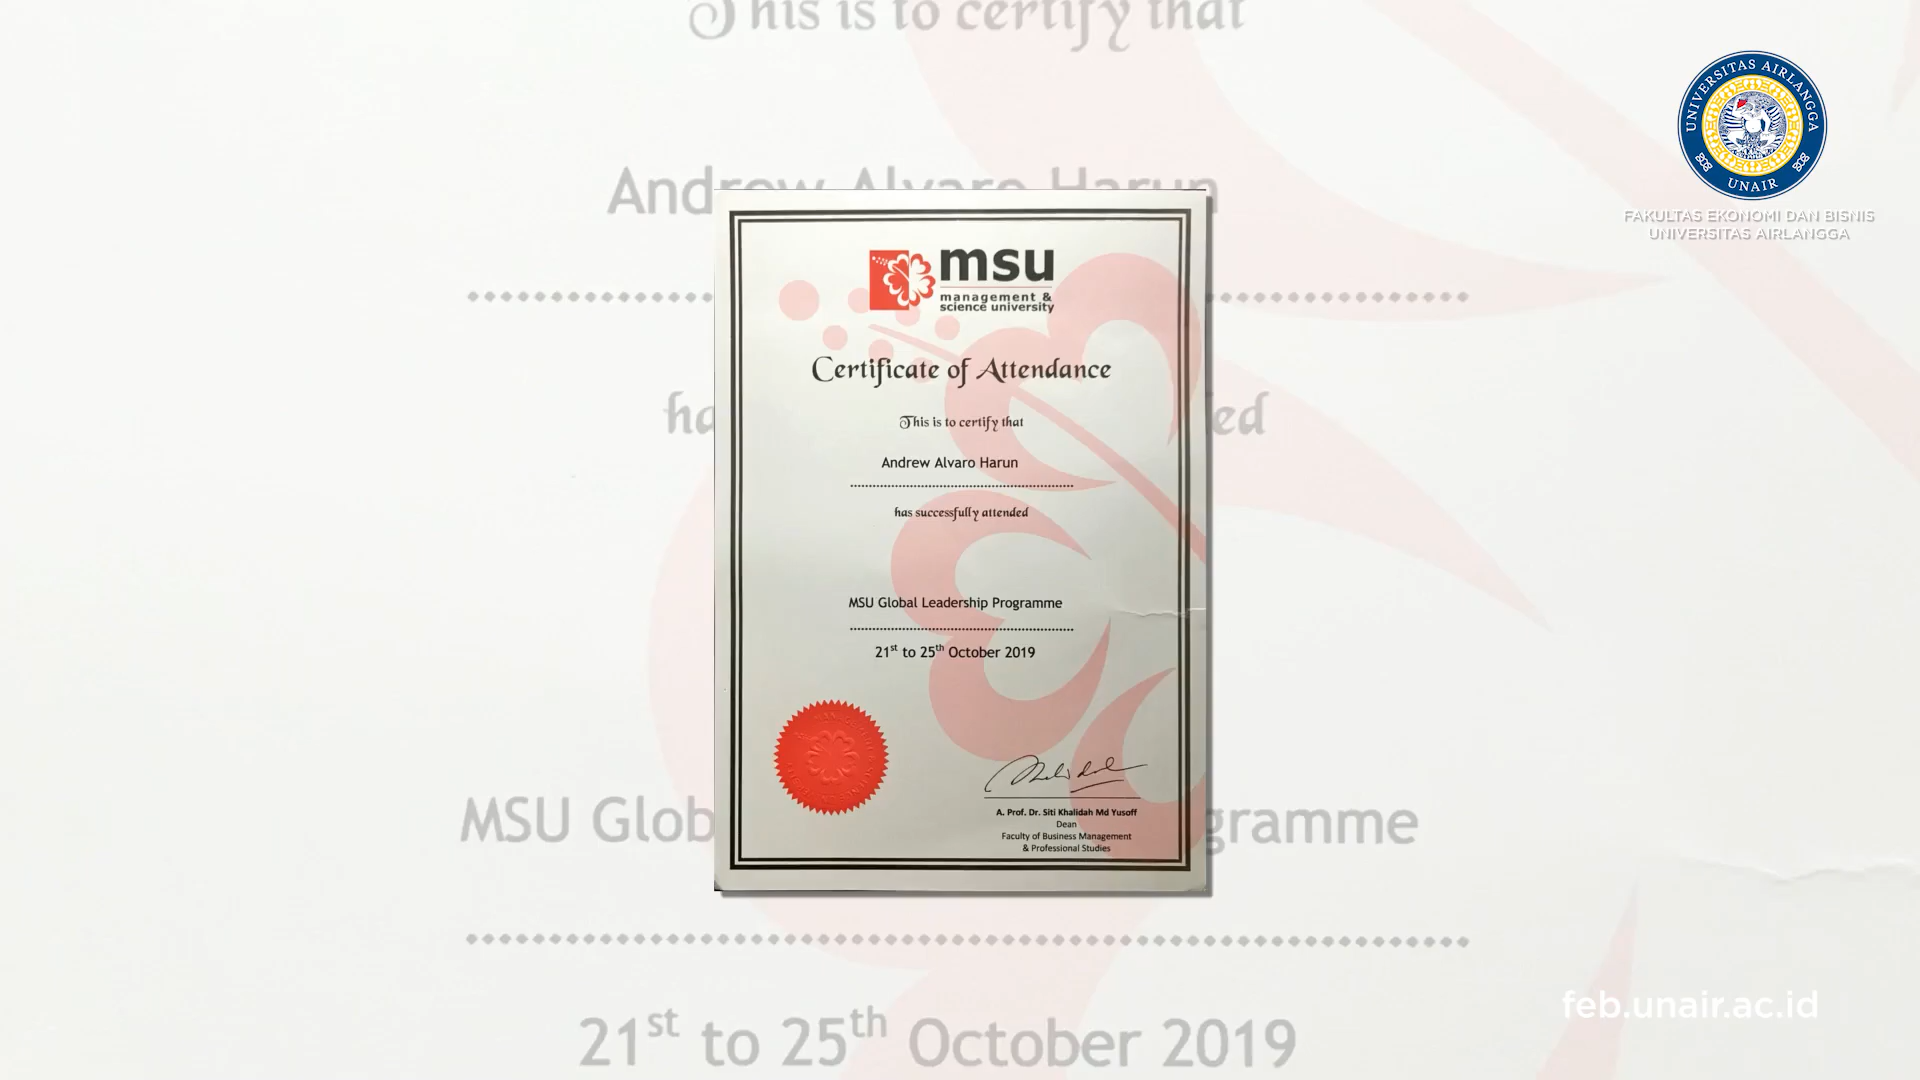 This is to certify that
Andrew Alvaro Harun
UNIVERSITAS AIRLANGGA
UNAIR
FAKULTAS EKONOMI DAN BISNIS
UNIVERSITAS AIRLANGGA
msu
management &
science university
Certificate of Attendance
This is to certify that
Andrew Alvaro Harun
has successfully attended
MSU Global Leadership Programme
21st to 25th October 2019
A. Prof. Dr. Siti Khalidah Md Yusoff
Dean
Faculty of Business Management
& Professional Studies
feb.unair.ac.id
21st to 25th October 2019